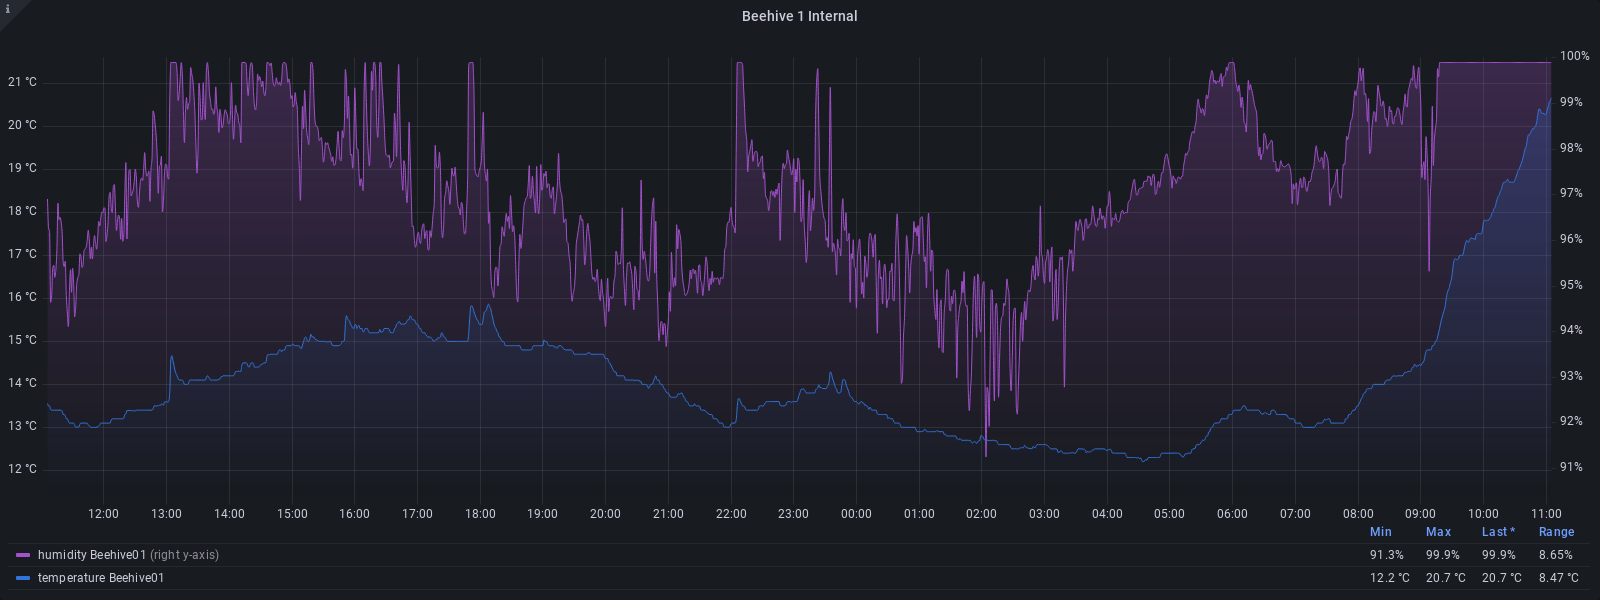 i
Beehive 1 Internal
21 °C
20 °C
19 °C
18 °C
17 °C
16 °C
15 °C
14 °C
13 °C
12 °C
100%
99%
98%
97%
96%
95%
94%
93%
92%
91%
12:00 13:00 14:00 15:00 16:00 17:00 18:00 19:00 20:00 21:00 22:00 23:00 00:00 01:00 02:00 03:00 04:00 05:00 06:00 07:00 08:00 09:00 10:00 11:00
Min Max Last * Range
humidity Beehive01 (right y-axis) 91.3% 99.9% 99.9% 8.65%
temperature Beehive01 12.2 °C 20.7 °C 20.7 °C 8.47 °C